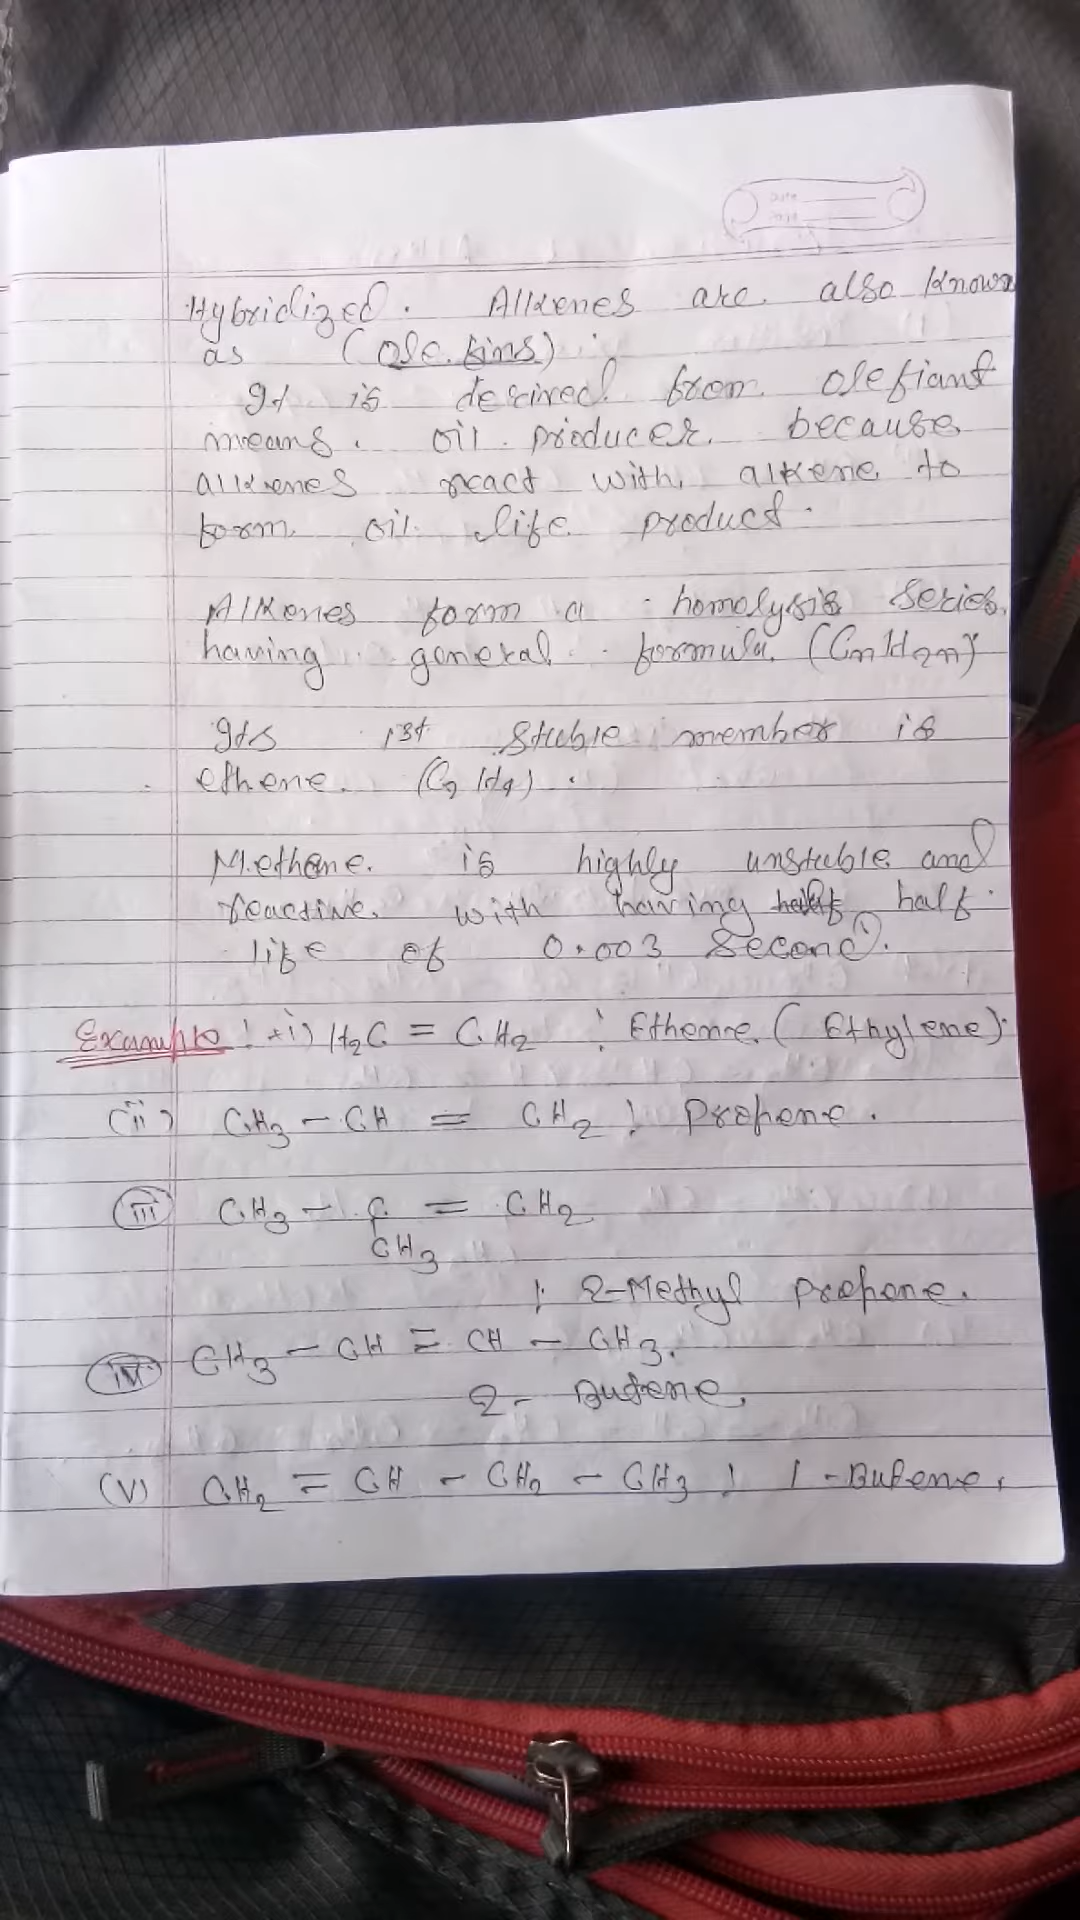 Date
Page
Hybridized. Alkenes are also known
as (Olefins)
It is derived from olefiant
means oil producer because
alkenes react with alkene to
form oil life product.
Alkenes form a homolysis series
having general formula (CnH2n)
Its 1st stable member is
ethene (C2H4).
Methene is highly unstable and
reactive with having half
life of 0.003 second.
Example: i) H2C = CH2 : Ethene (Ethylene).
(ii) CH3 - CH = CH2 : Propene.
(iii) CH3 - C = CH2
CH3
: 2-Methyl propene.
(iv) CH3 - CH = CH - CH3.
2- Butene.
(V) CH2 = CH - CH2 - CH3 : 1-Butene.